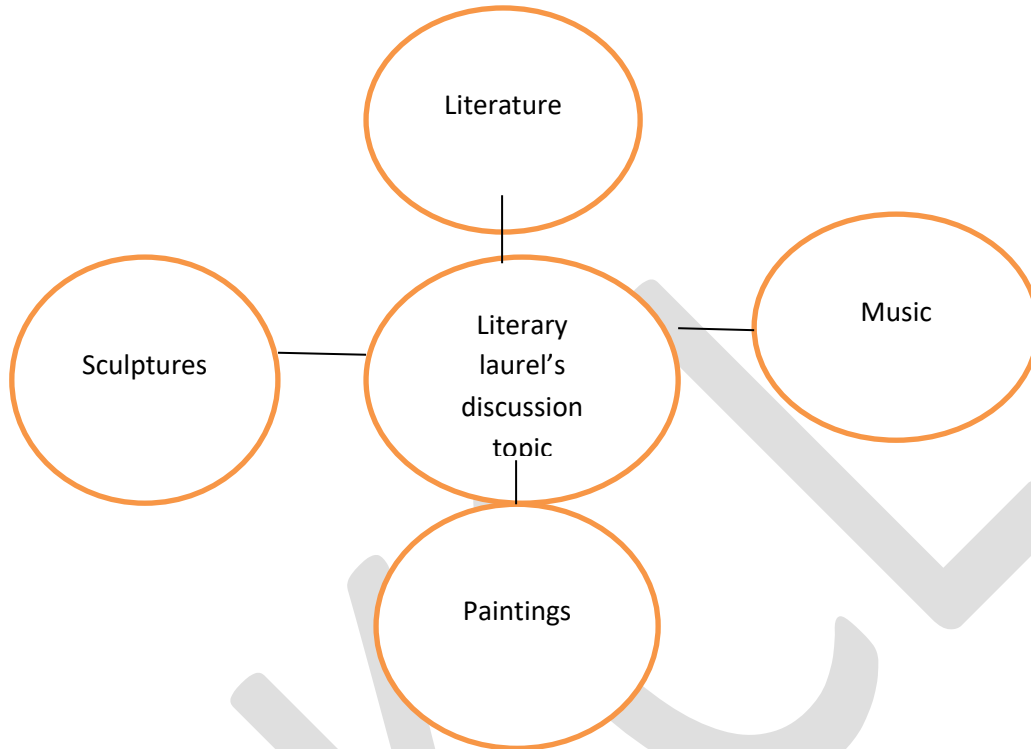 Literature
Music
Sculptures
Literary
laurel’s
discussion
topic
Paintings